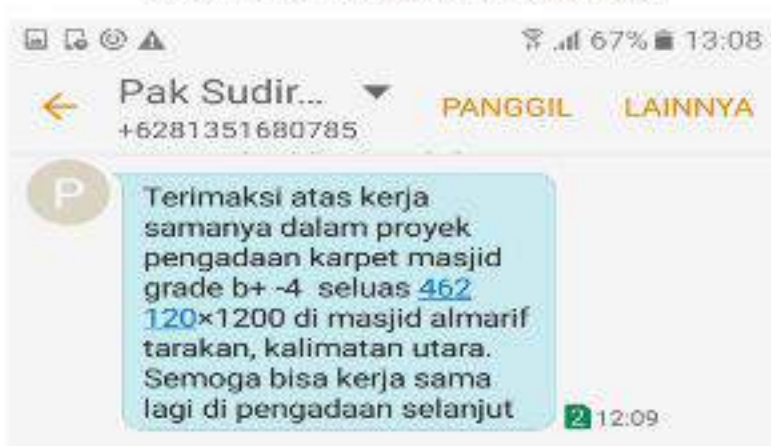 67% 13:08
Pak Sudir...
PANGGIL LAINNYA
+6281351680785
P
Terimaksi atas kerja
samanya dalam proyek
pengadaan karpet masjid
grade b+ -4 seluas 462
120×1200 di masjid almarif
tarakan, kalimatan utara.
Semoga bisa kerja sama
lagi di pengadaan selanjut
2 12:09